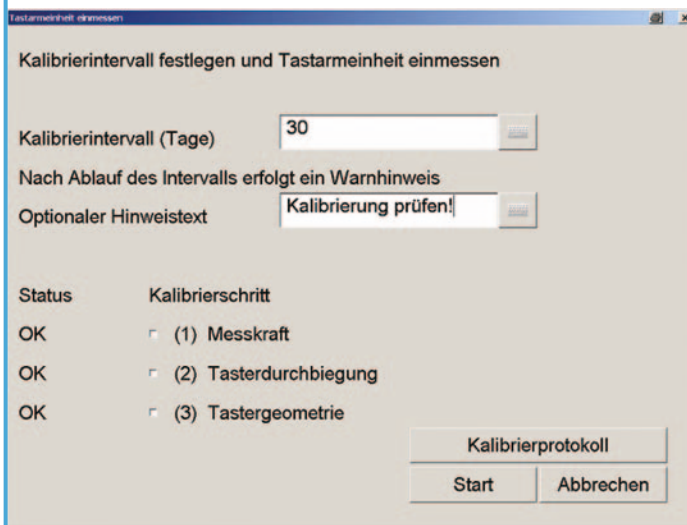 Tastarmeinheit einmessen
Kalibrierintervall festlegen und Tastarmeinheit einmessen
Kalibrierintervall (Tage) 30
Nach Ablauf des Intervalls erfolgt ein Warnhinweis
Optionaler Hinweistext Kalibrierung prüfen!
Status Kalibrierschritt
OK (1) Messkraft
OK (2) Tasterdurchbiegung
OK (3) Tastergeometrie
Kalibrierprotokoll
Start Abbrechen